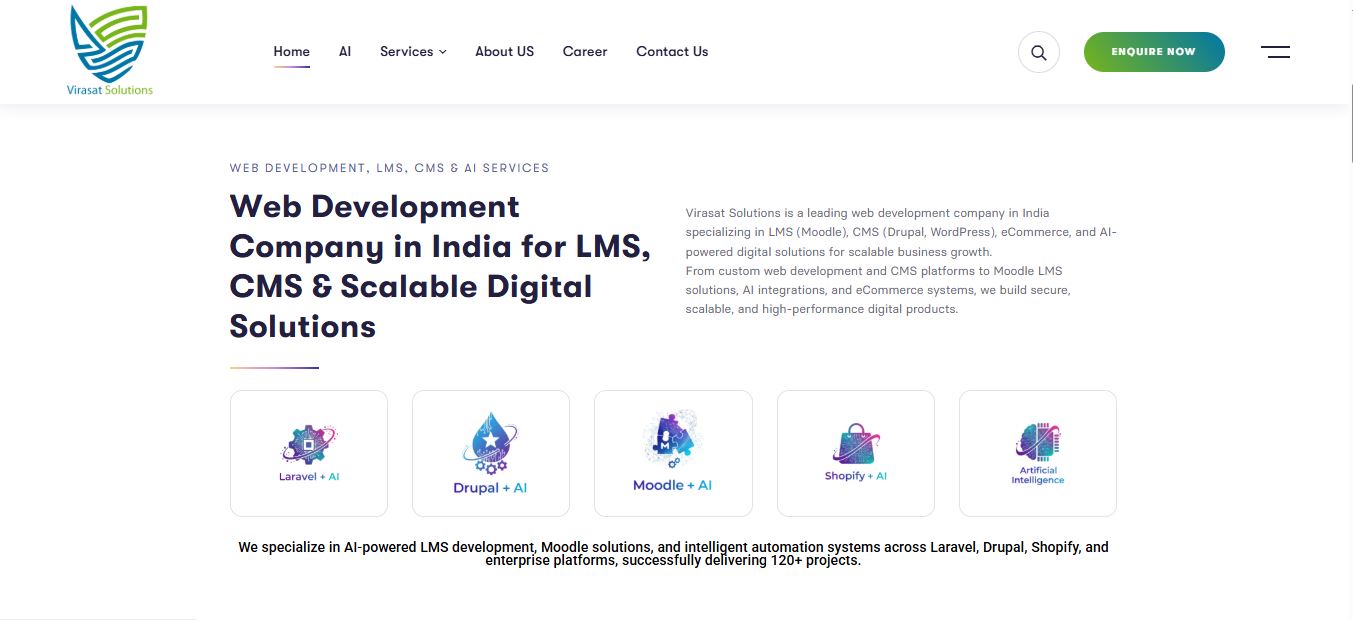 Virasat Solutions
Home
AI
Services
About US
Career
Contact Us
ENQUIRE NOW
WEB DEVELOPMENT, LMS, CMS & AI SERVICES
Web Development
Company in India for LMS,
CMS & Scalable Digital
Solutions
Virasat Solutions is a leading web development company in India
specializing in LMS (Moodle), CMS (Drupal, WordPress), eCommerce, and AI-
powered digital solutions for scalable business growth.
From custom web development and CMS platforms to Moodle LMS
solutions, AI integrations, and eCommerce systems, we build secure,
scalable, and high-performance digital products.
Laravel + AI
Drupal + AI
M
Moodle + AI
Shopify + AI
Artificial
Intelligence
We specialize in AI-powered LMS development, Moodle solutions, and intelligent automation systems across Laravel, Drupal, Shopify, and
enterprise platforms, successfully delivering 120+ projects.